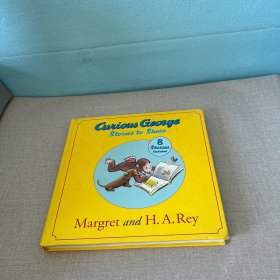 Curious George
Stories to Share
8
Stories
Included
Margret and H. A. Rey